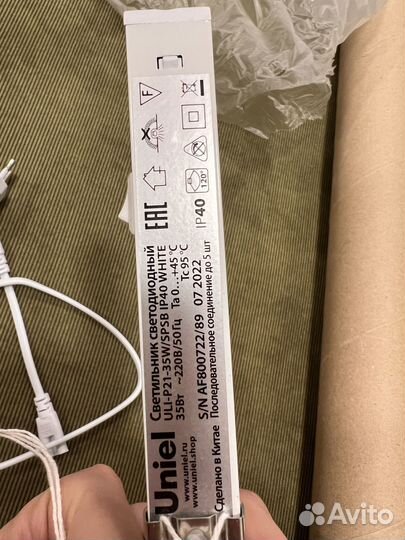 Uniel
www.uniel.ru
www.uniel.shop
Сделано в Китае
Светильник светодиодный
ULI-P21-35W/SPSB IP40 WHITE
35Вт ~220В/50Гц Ta 0...+45 °C
Tc 95 °C
S/N AF800722/89 07 2022
Последовательное соединение до 5 шт
EAC
F
120°
IP40
Avito